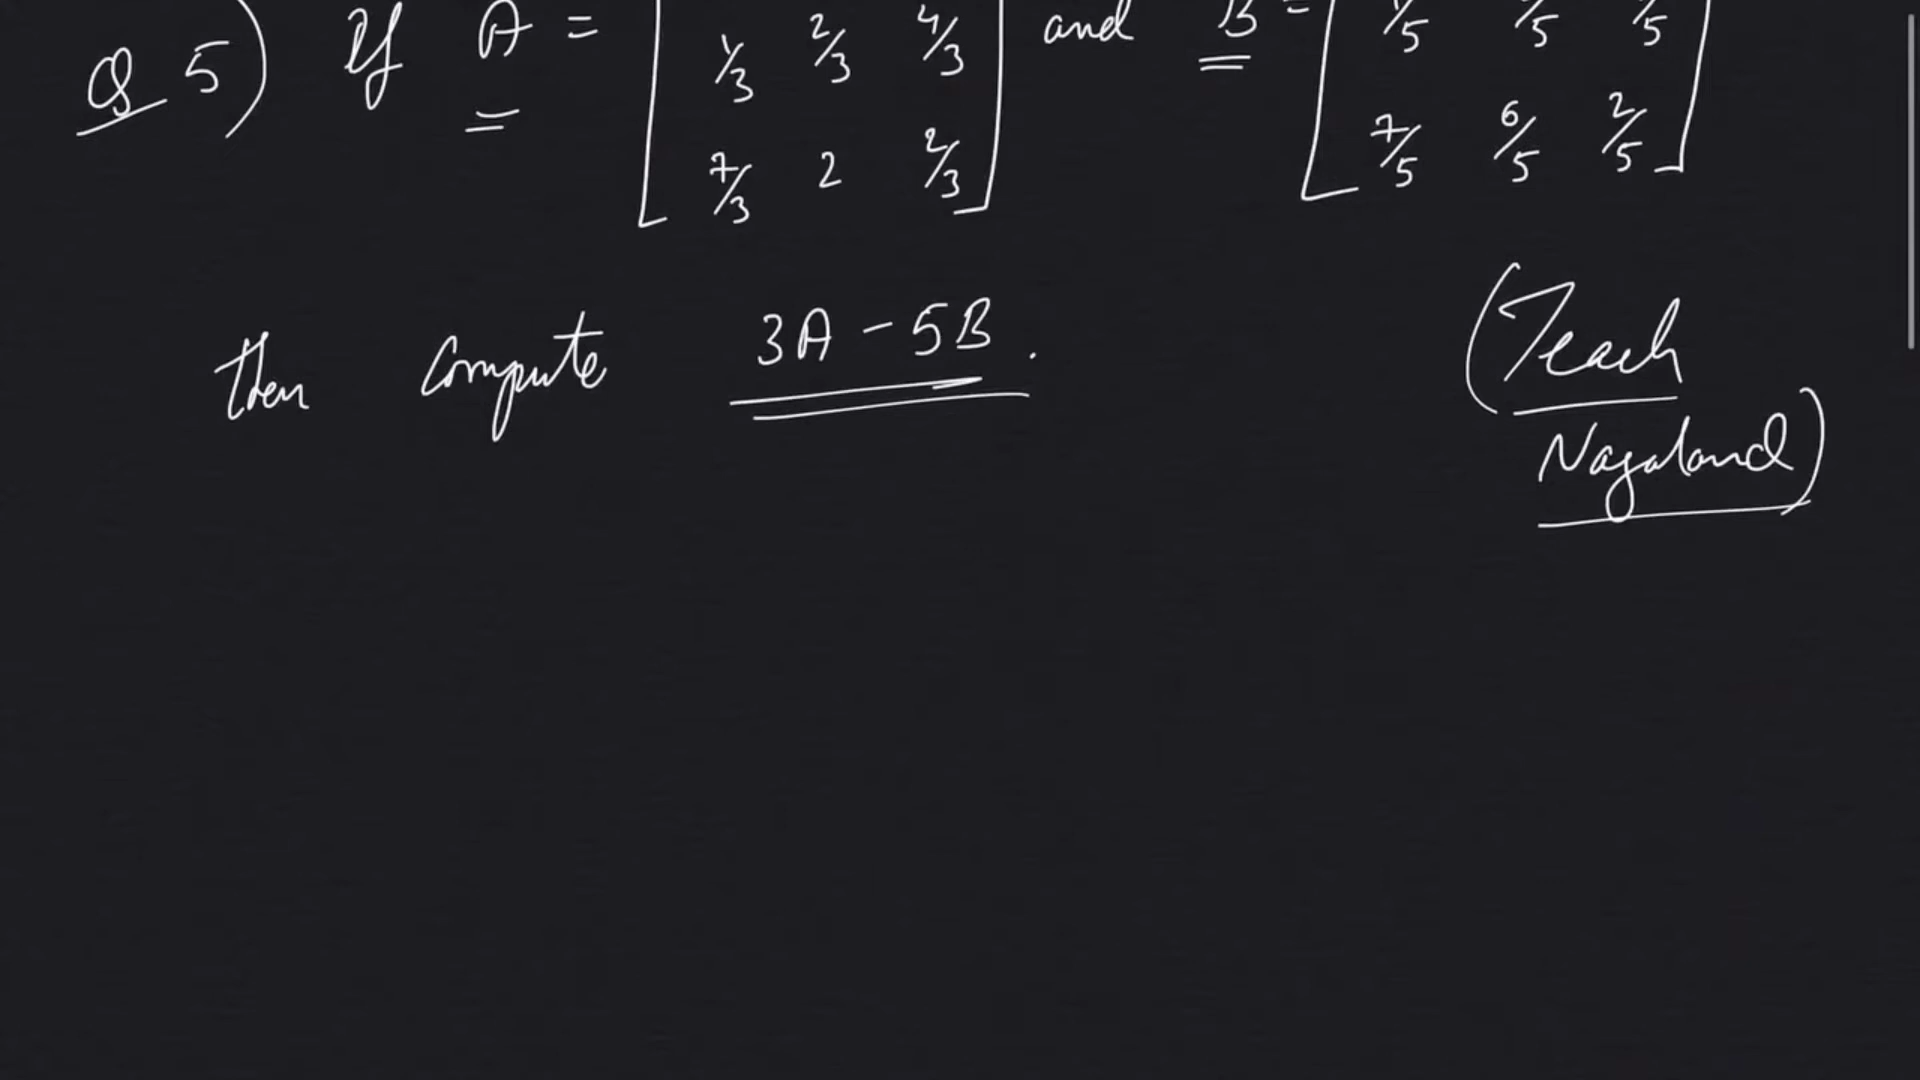 Q 5) If A = [ 1/3 2/3 4/3 ] and B = [ 1/5 /5 /5 ]
[ 7/3 2 2/3 ] [ 7/5 6/5 2/5 ]
then compute 3A - 5B .
(Teach
Nagaland)